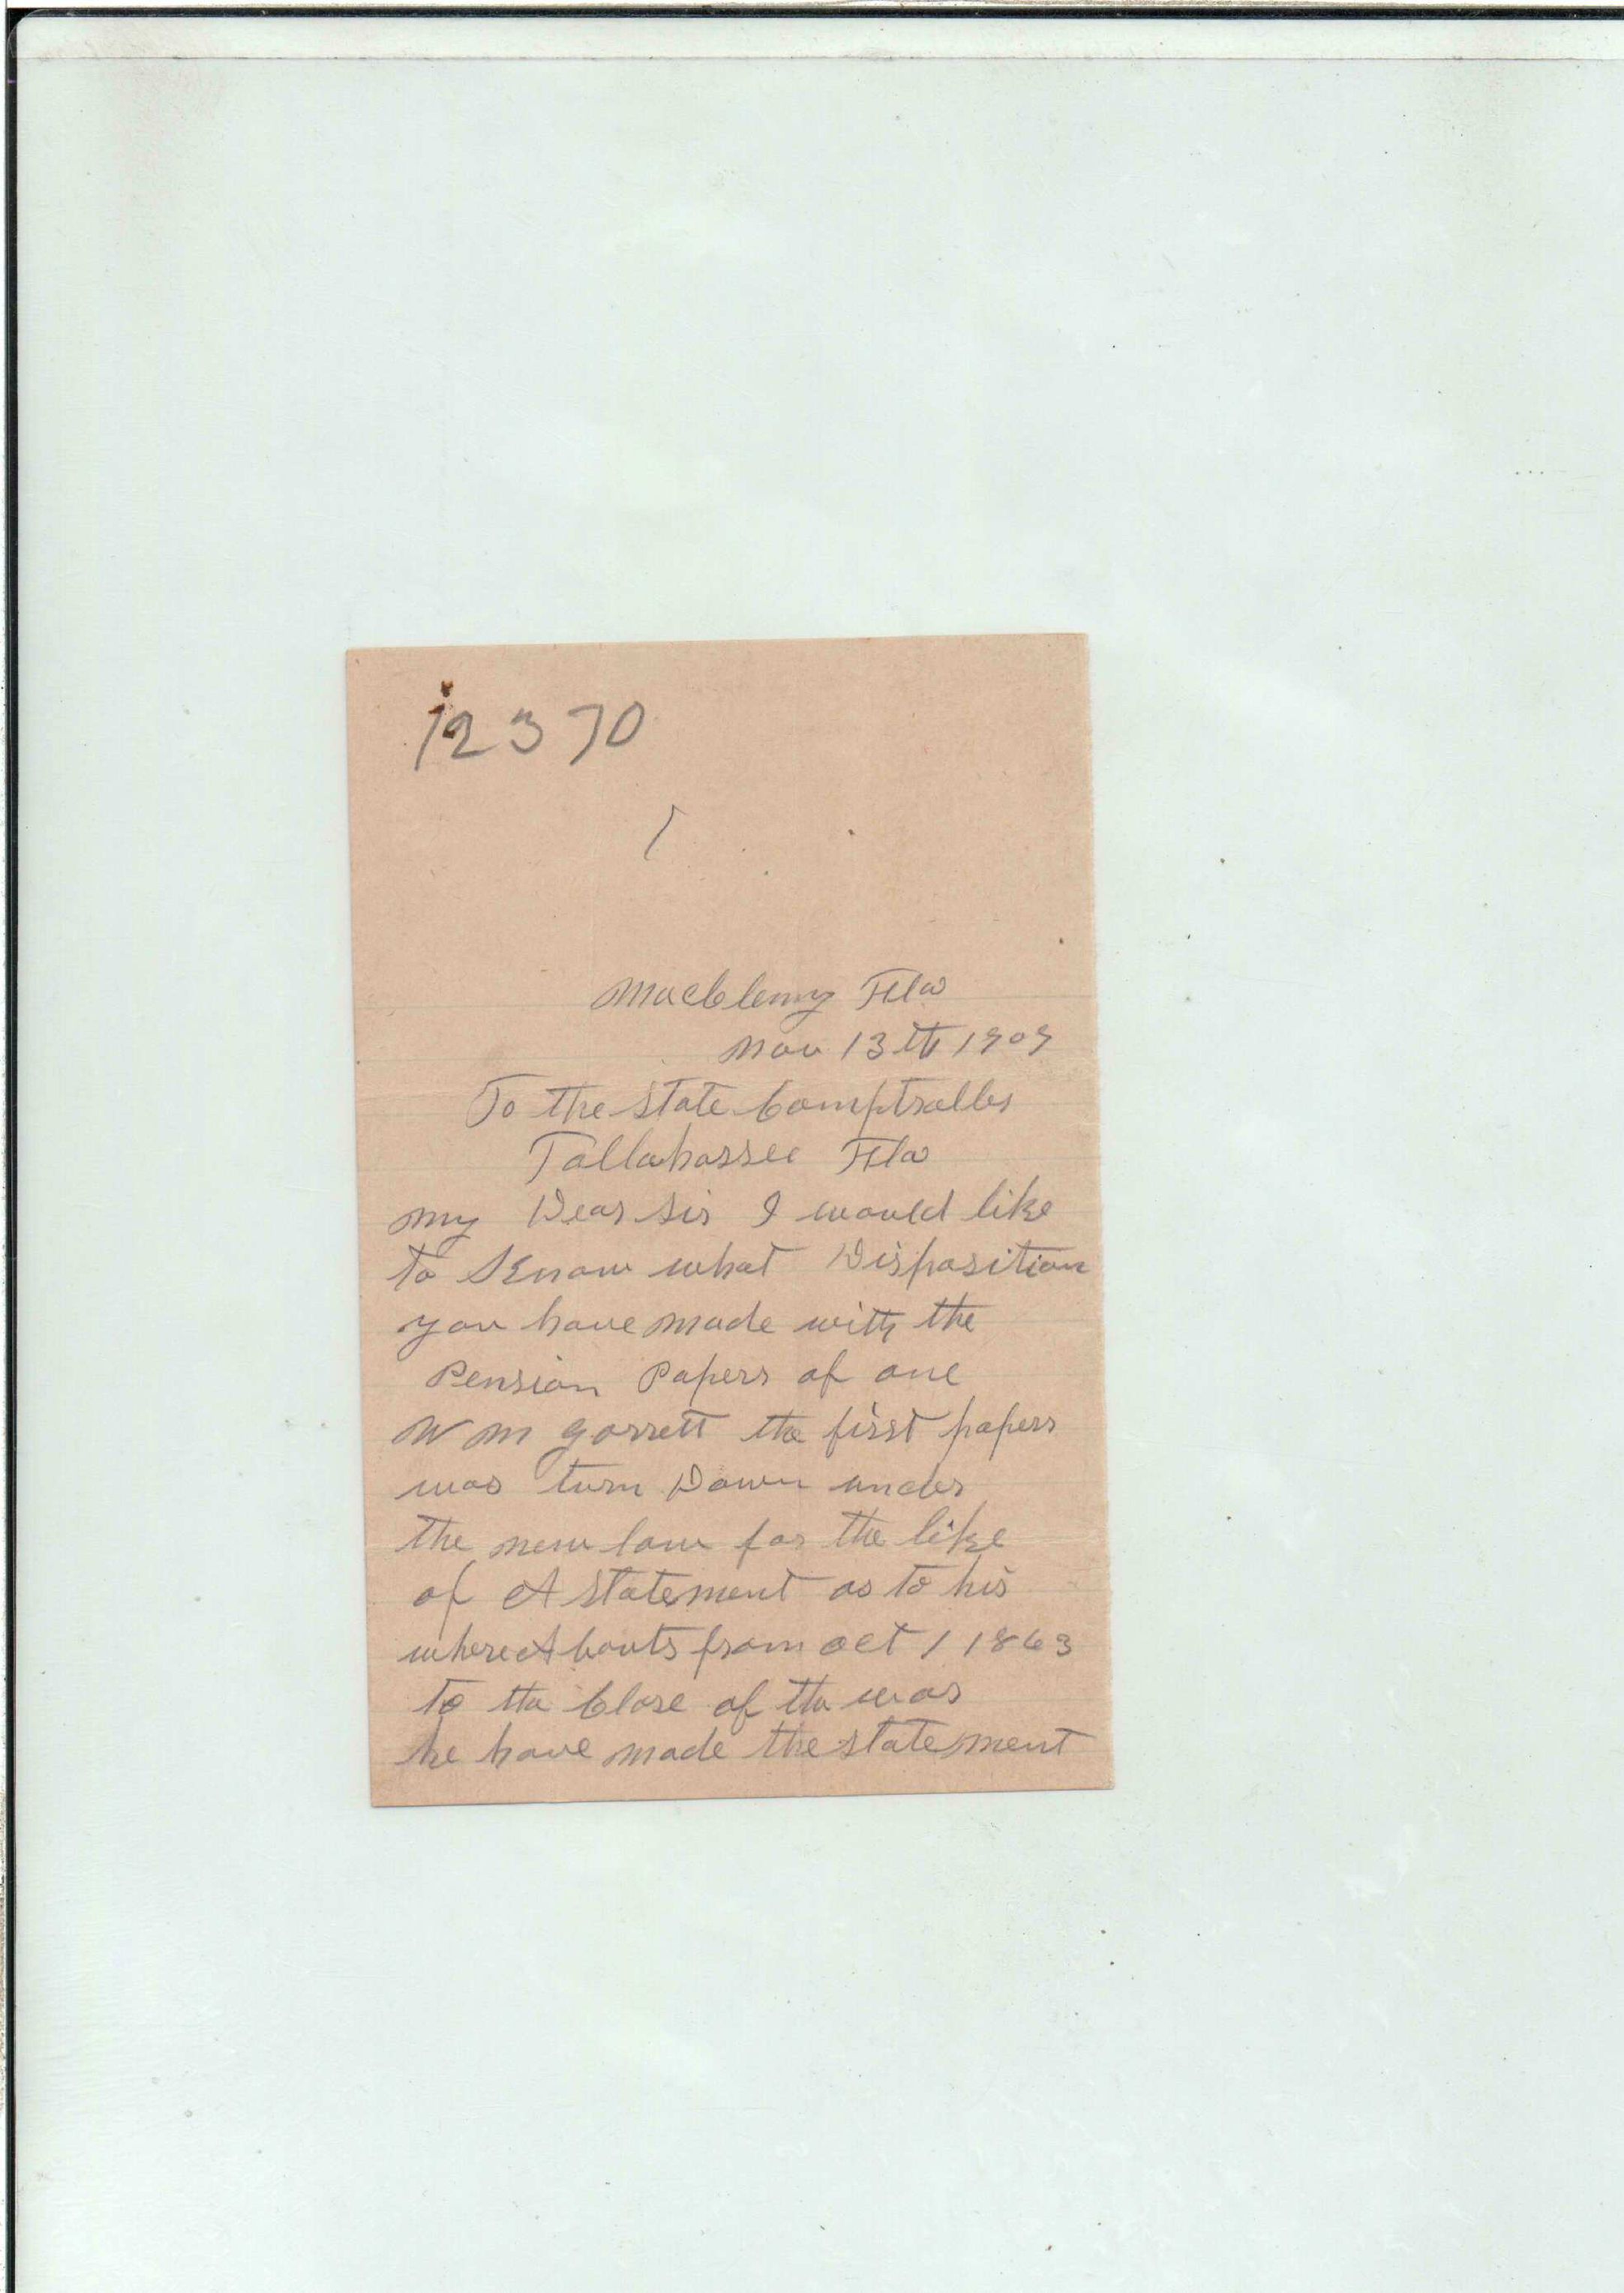 12370
MacClenny Fla
Nov 13th 1909
To the State Comptroller
Tallahassee Fla
my Dear Sir I would like
to Know what Disposition
you have made with the
Pension Papers of one
W M Garrett the first papers
was turn Down under
the new law for the like
of A Statement as to his
whereAbouts from Oct 1 1863
to the Close of the war
he have made the statement